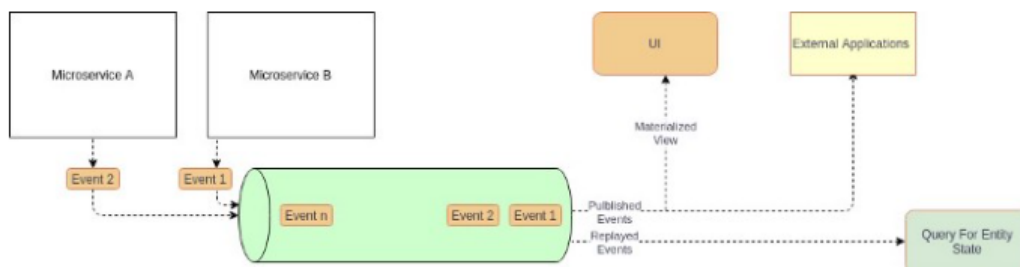 Microservice A
Microservice B
UI
External Applications
Materialized
View
Event 2
Event 1
Event n
Event 2
Event 1
Pulblished
Events
Replayed
Events
Query For Entity
State